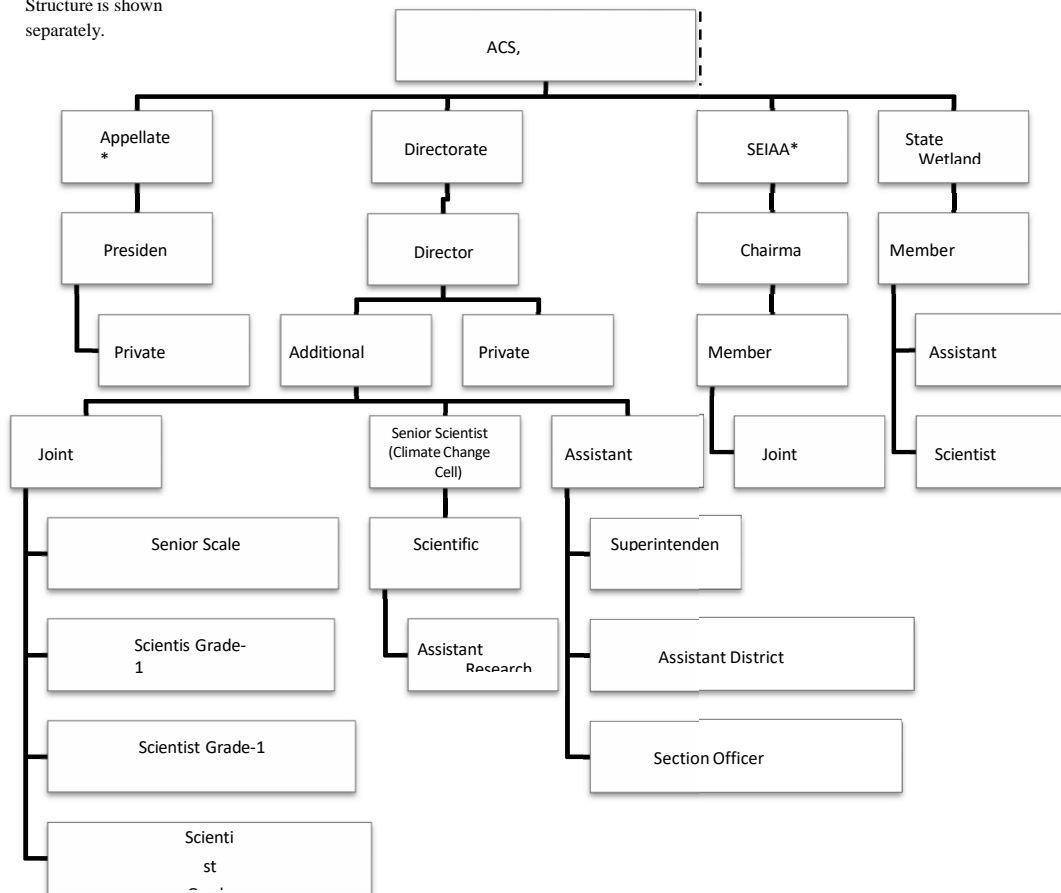 Structure is shown
separately.
ACS,
Appellate
*
Directorate
SEIAA*
State
Wetland
Presiden
Director
Chairma
Member
Private
Additional
Private
Member
Assistant
Joint
Senior Scientist
(Climate Change
Cell)
Assistant
Joint
Scientist
Senior Scale
Scientific
Superintenden
Scientis Grade-
1
Assistant
Research
Assistant District
Scientist Grade-1
Section Officer
Scienti
st